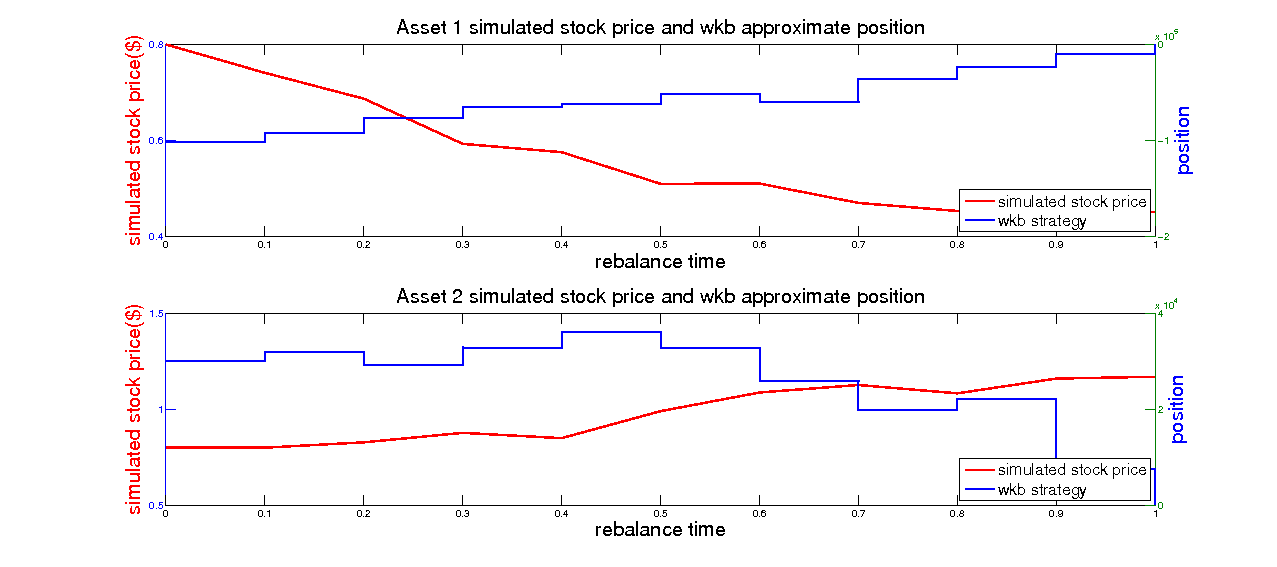 Asset 1 simulated stock price and wkb approximate position
x 10^5
simulated stock price($)
0.8
0.6
0.4
0
-1
-2
position
simulated stock price
wkb strategy
0 0.1 0.2 0.3 0.4 0.5 0.6 0.7 0.8 0.9 1
rebalance time
Asset 2 simulated stock price and wkb approximate position
x 10^4
simulated stock price($)
1.5
1
0.5
4
2
0
position
simulated stock price
wkb strategy
0 0.1 0.2 0.3 0.4 0.5 0.6 0.7 0.8 0.9 1
rebalance time